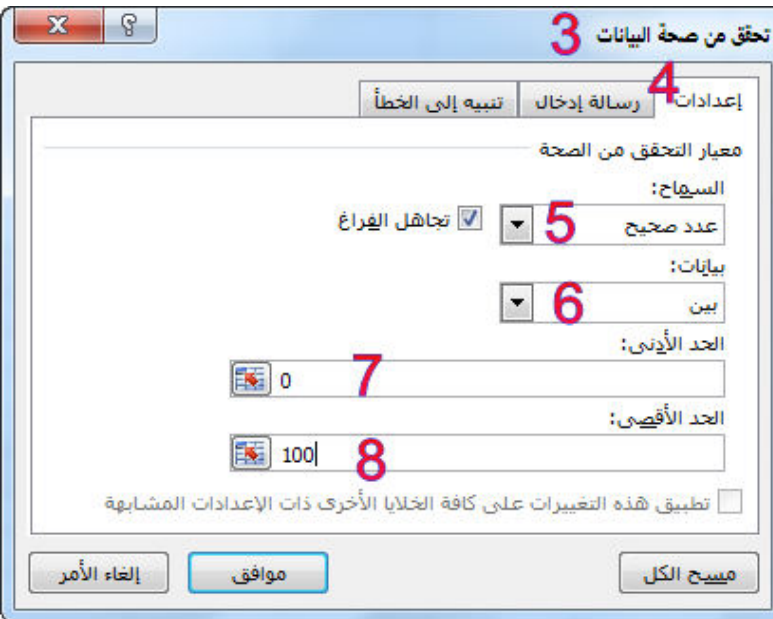 تحقق من صحة البيانات 3
4
إعدادات رسالة إدخال تنبيه إلى الخطأ
معيار التحقق من الصحة
السماح:
عدد صحيح 5 تجاهل الفراغ
بيانات:
بين 6
الحد الأدنى:
7 0
الحد الأقصى:
8 100
تطبيق هذه التغييرات على كافة الخلايا الأخرى ذات الإعدادات المشابهة
مسح الكل موافق إلغاء الأمر